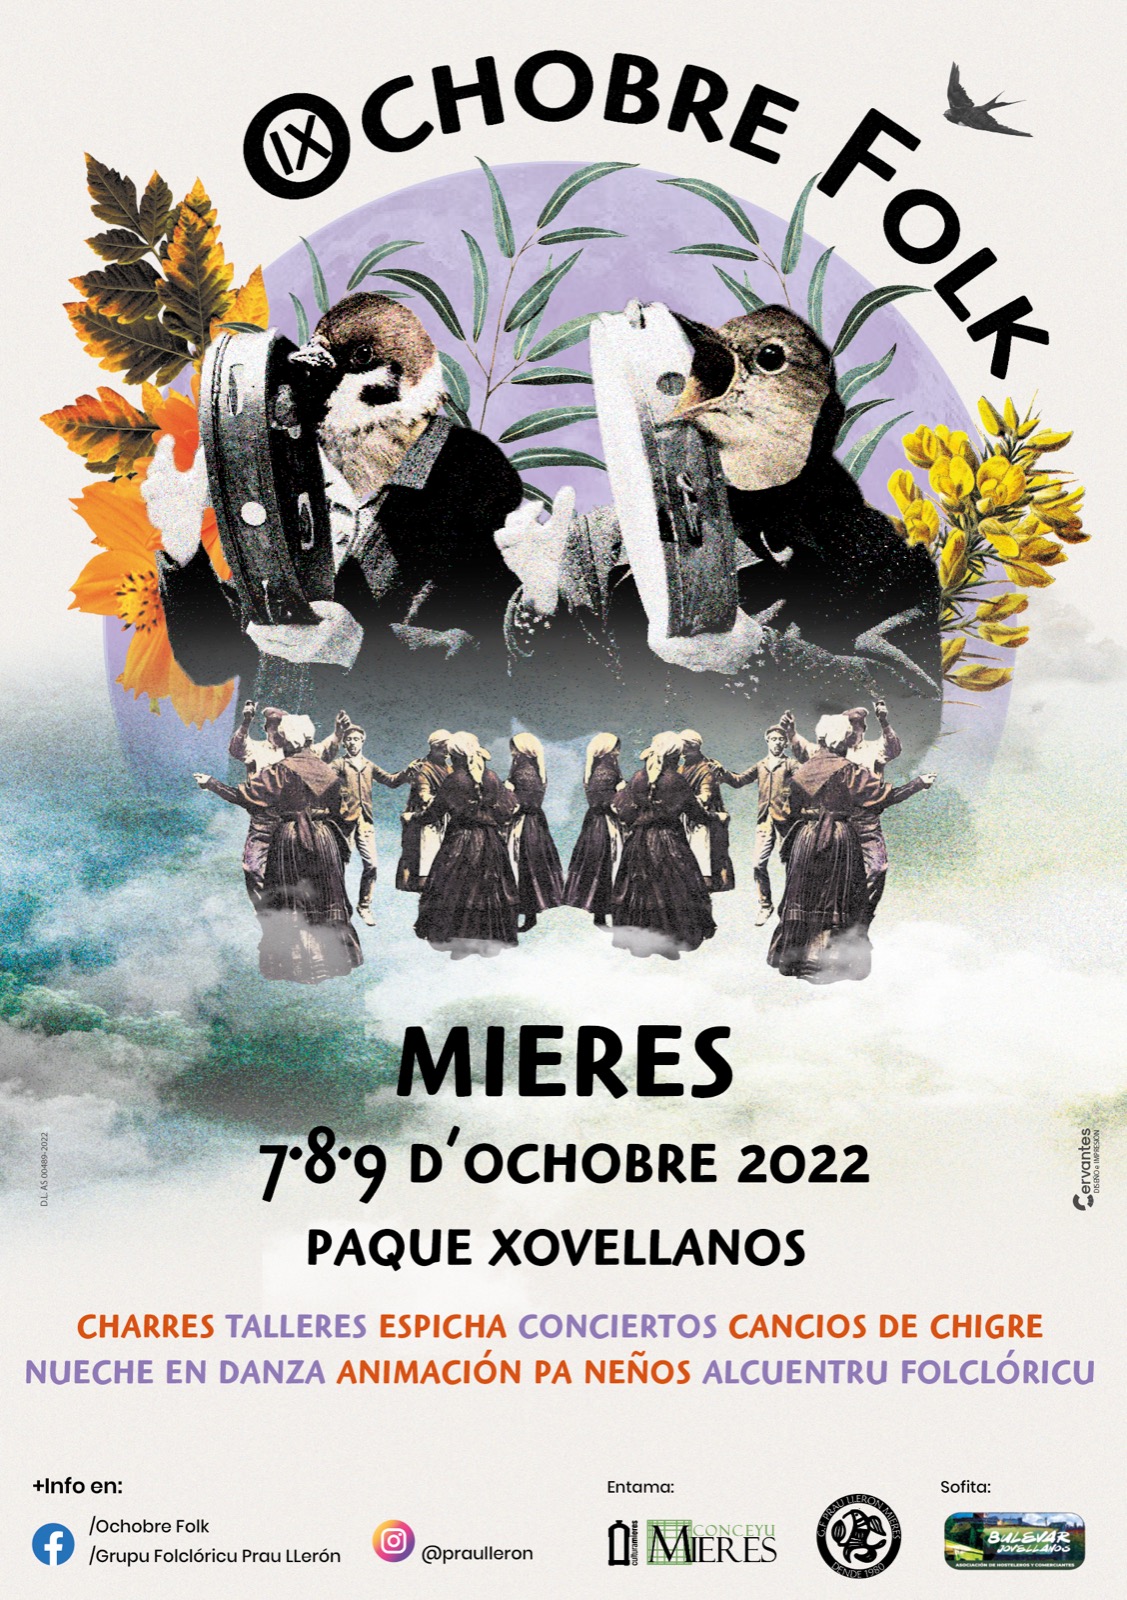 IX OCHOBRE FOLK
MIERES
7·8·9 D'OCHOBRE 2022
PAQUE XOVELLANOS
CHARRES TALLERES ESPICHA CONCIERTOS CANCIOS DE CHIGRE
NUECHE EN DANZA ANIMACIÓN PA NEÑOS ALCUENTRU FOLCLÓRICU
D.L. AS 00489-2022
Cervantes
DISEÑO e IMPRESIÓN
+Info en:
/Ochobre Folk
/Grupu Folclóricu Prau LLerón
@praulleron
Entama:
culturamieres
CONCEYU
MIERES
G.F. PRAU LLERON MIERES
DENDE 1980
Sofita:
BULEVAR
JOVELLANOS
ASOCIACIÓN DE HOSTELEROS Y COMERCIANTES